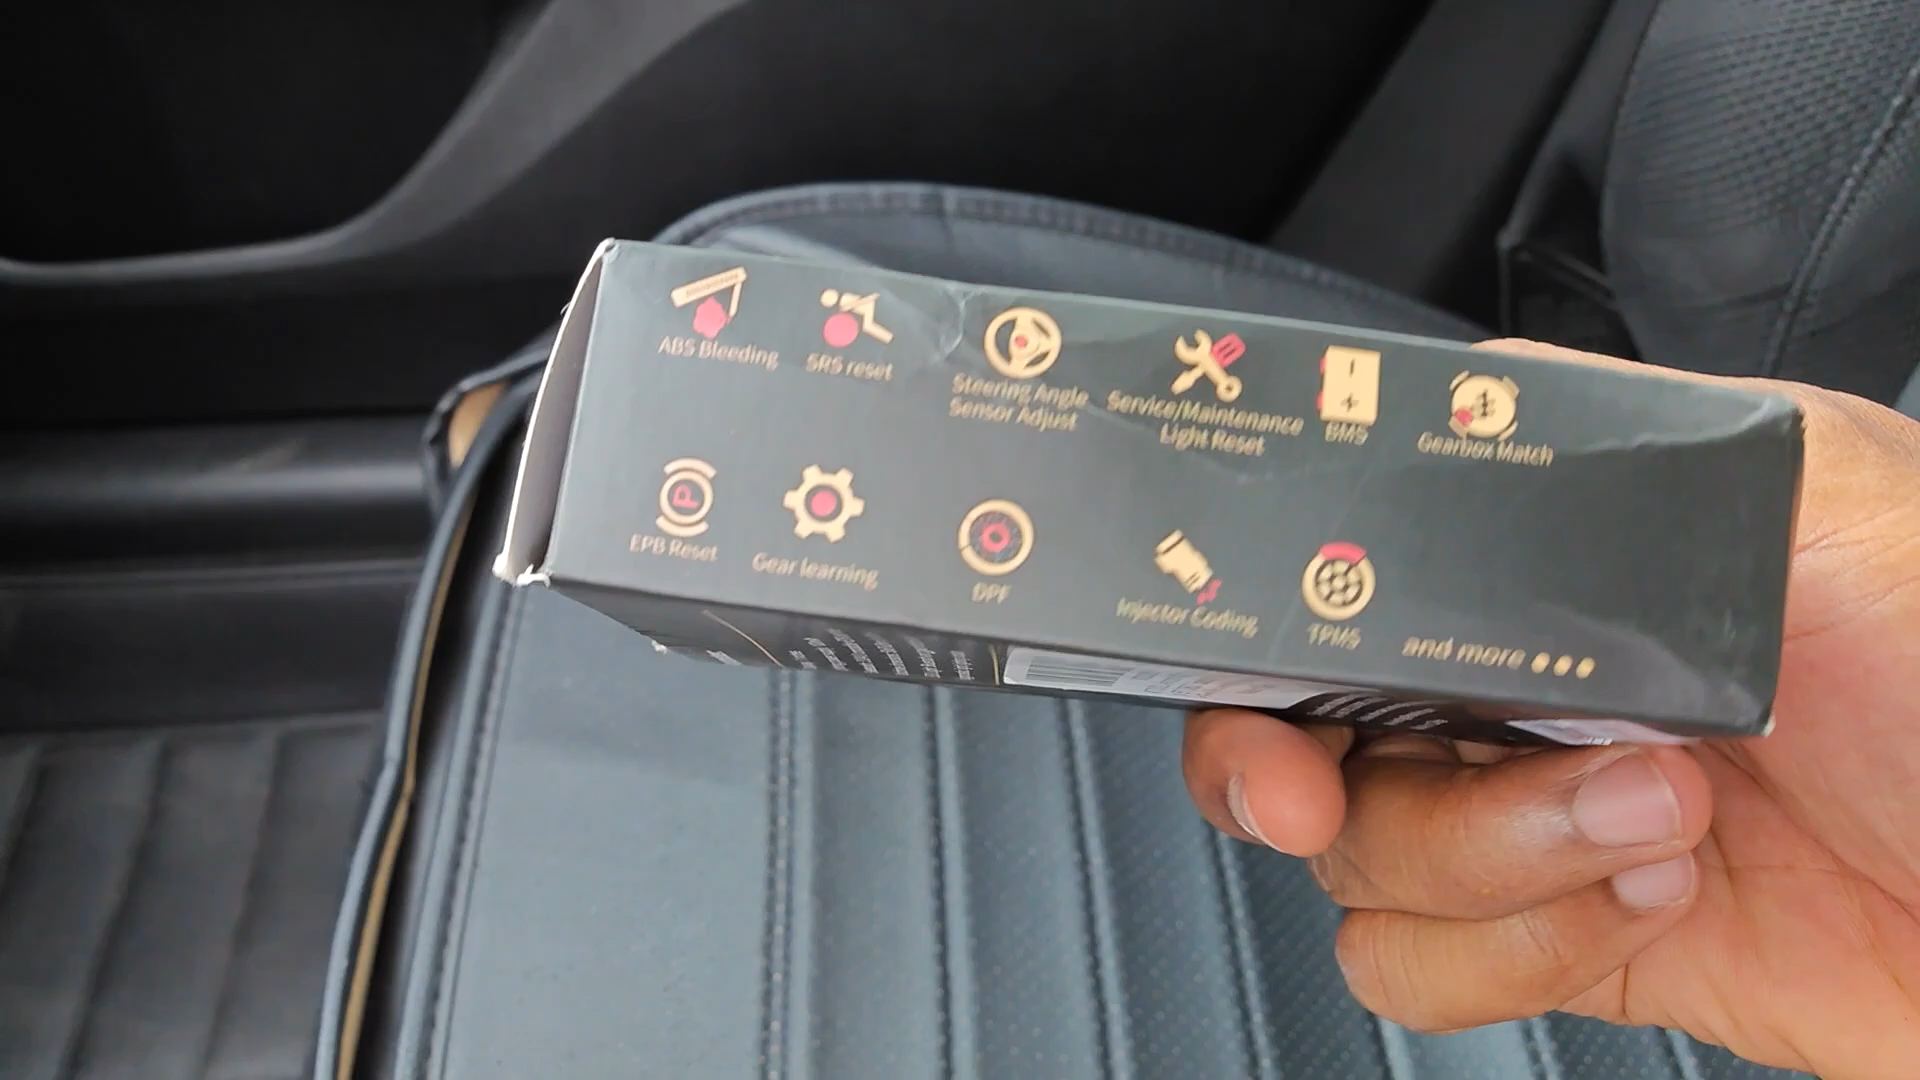 ABS Bleeding
SRS reset
Steering Angle
Sensor Adjust
Service/Maintenance
Light Reset
BMS
Gearbox Match
EPB Reset
Gear learning
DPF
Injector Coding
TPMS
and more